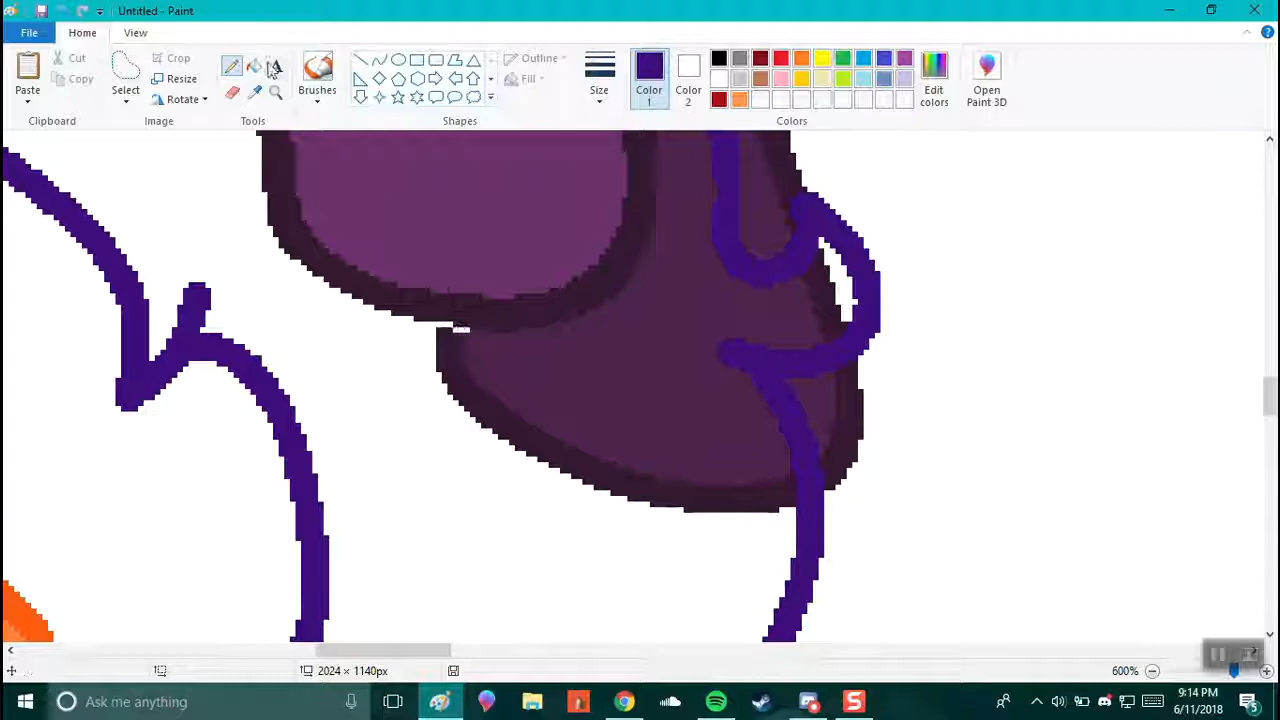 Untitled - Paint
File Home View
Paste
Cut
Copy
Clipboard
Select
Crop
Resize
Rotate
Image
Tools
Brushes
Shapes
Outline
Fill
Size
Color
1
Color
2
Colors
Edit
colors
Open
Paint 3D
2024 × 1140px
600%
Ask me anything
9:14 PM
6/11/2018
5